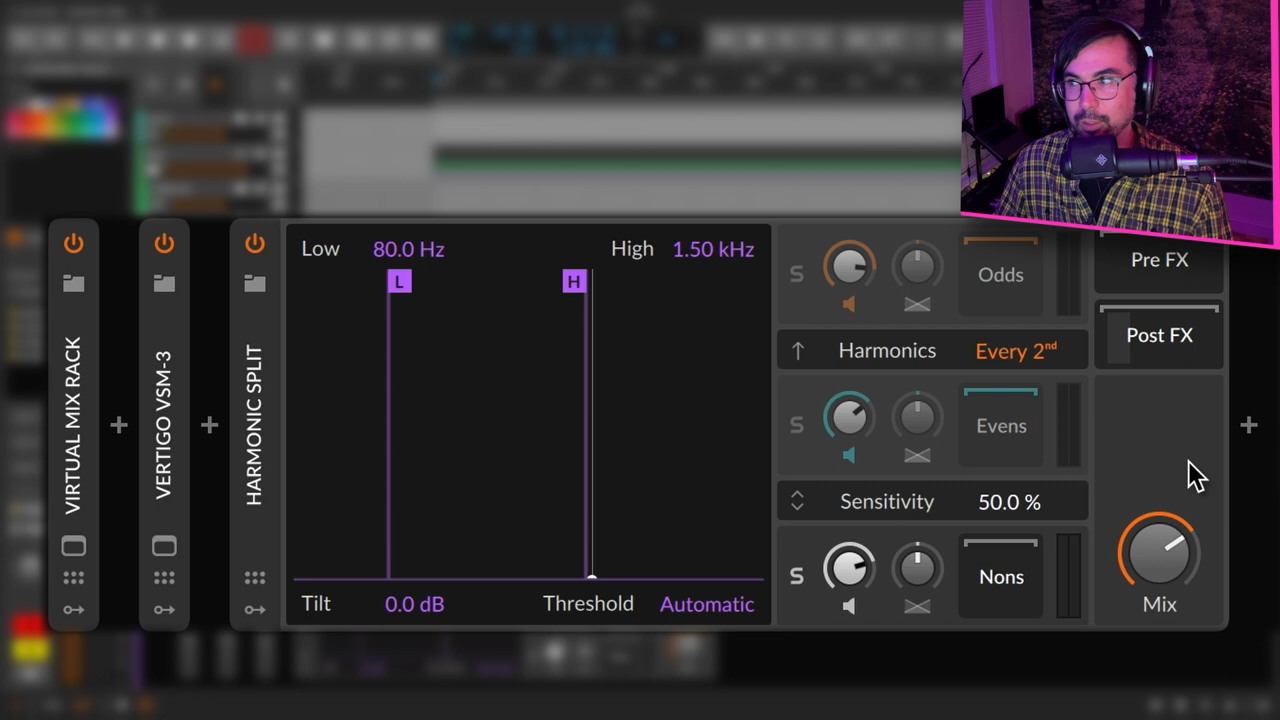 VIRTUAL MIX RACK
VERTIGO VSM-3
HARMONIC SPLIT
Low 80.0 Hz High 1.50 kHz
L H
Tilt 0.0 dB Threshold Automatic
S Odds
Harmonics Every 2nd
S Evens
Sensitivity 50.0 %
S Nons
Pre FX
Post FX
Mix